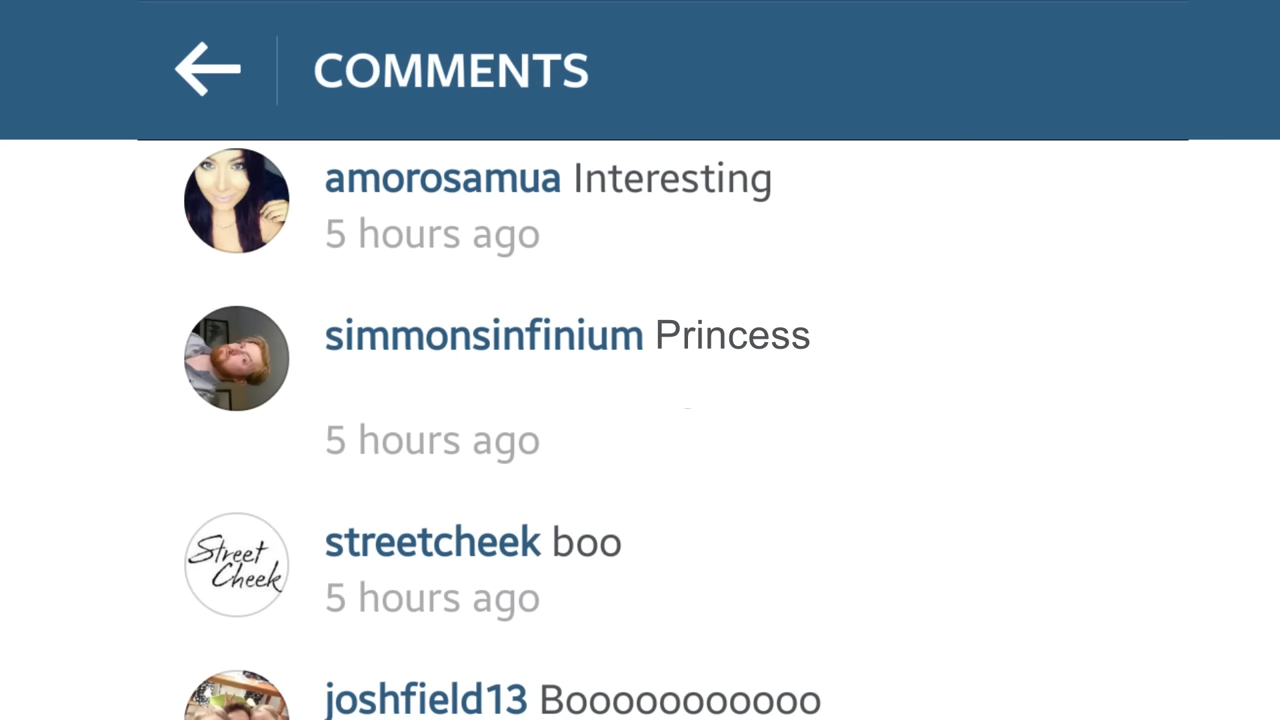 COMMENTS
amorosamua Interesting
5 hours ago
simmonsinfinium Princess
5 hours ago
Street
Cheek
streetcheek boo
5 hours ago
joshfield13 Booooooooooo